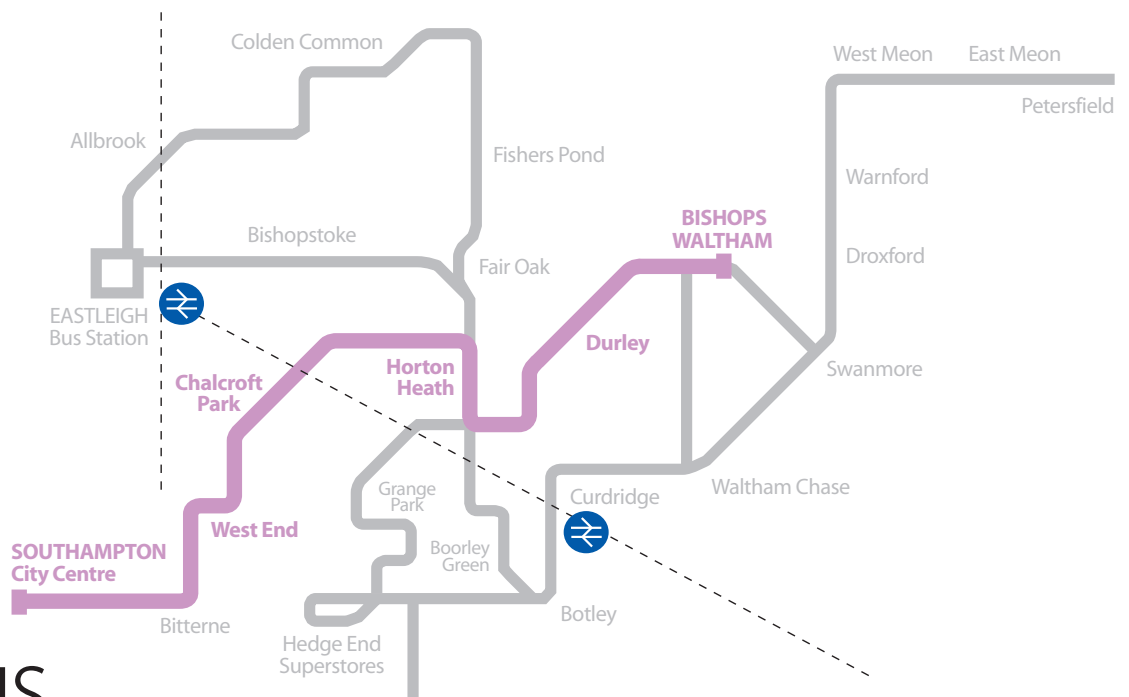 Colden Common
West Meon
East Meon
Petersfield
Allbrook
Fishers Pond
Warnford
BISHOPS
WALTHAM
Bishopstoke
Droxford
Fair Oak
EASTLEIGH
Bus Station
Durley
Horton
Heath
Swanmore
Chalcroft
Park
Grange
Park
Curdridge
Waltham Chase
West End
SOUTHAMPTON
City Centre
Boorley
Green
Bitterne
Botley
Hedge End
Superstores